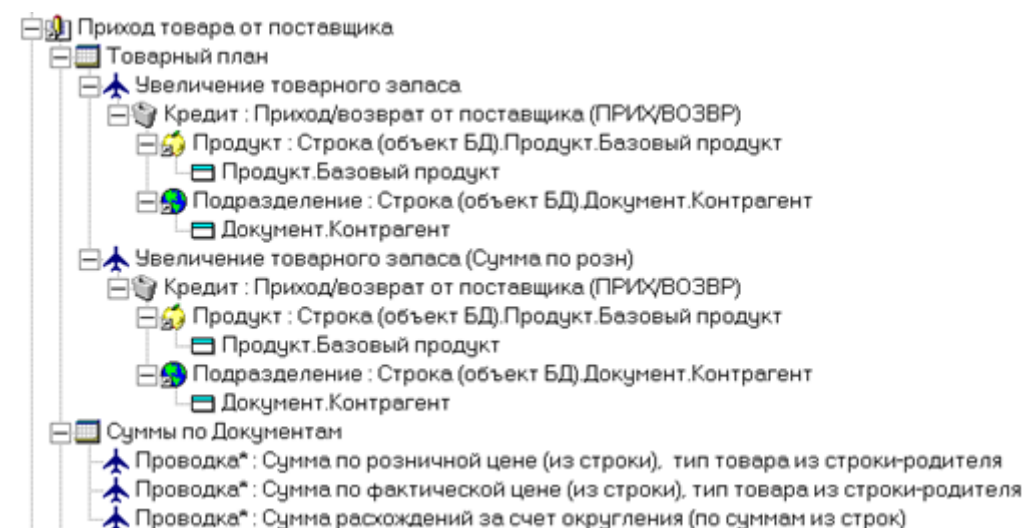 Приход товара от поставщика
Товарный план
Увеличение товарного запаса
Кредит : Приход/возврат от поставщика (ПРИХ/ВОЗВР)
Продукт : Строка (объект БД).Продукт.Базовый продукт
Продукт.Базовый продукт
Подразделение : Строка (объект БД).Документ.Контрагент
Документ.Контрагент
Увеличение товарного запаса (Сумма по розн)
Кредит : Приход/возврат от поставщика (ПРИХ/ВОЗВР)
Продукт : Строка (объект БД).Продукт.Базовый продукт
Продукт.Базовый продукт
Подразделение : Строка (объект БД).Документ.Контрагент
Документ.Контрагент
Суммы по Документам
Проводка* : Сумма по розничной цене (из строки), тип товара из строки-родителя
Проводка* : Сумма по фактической цене (из строки), тип товара из строки-родителя
Проводка* : Сумма расхождений за счет округления (по суммам из строк)